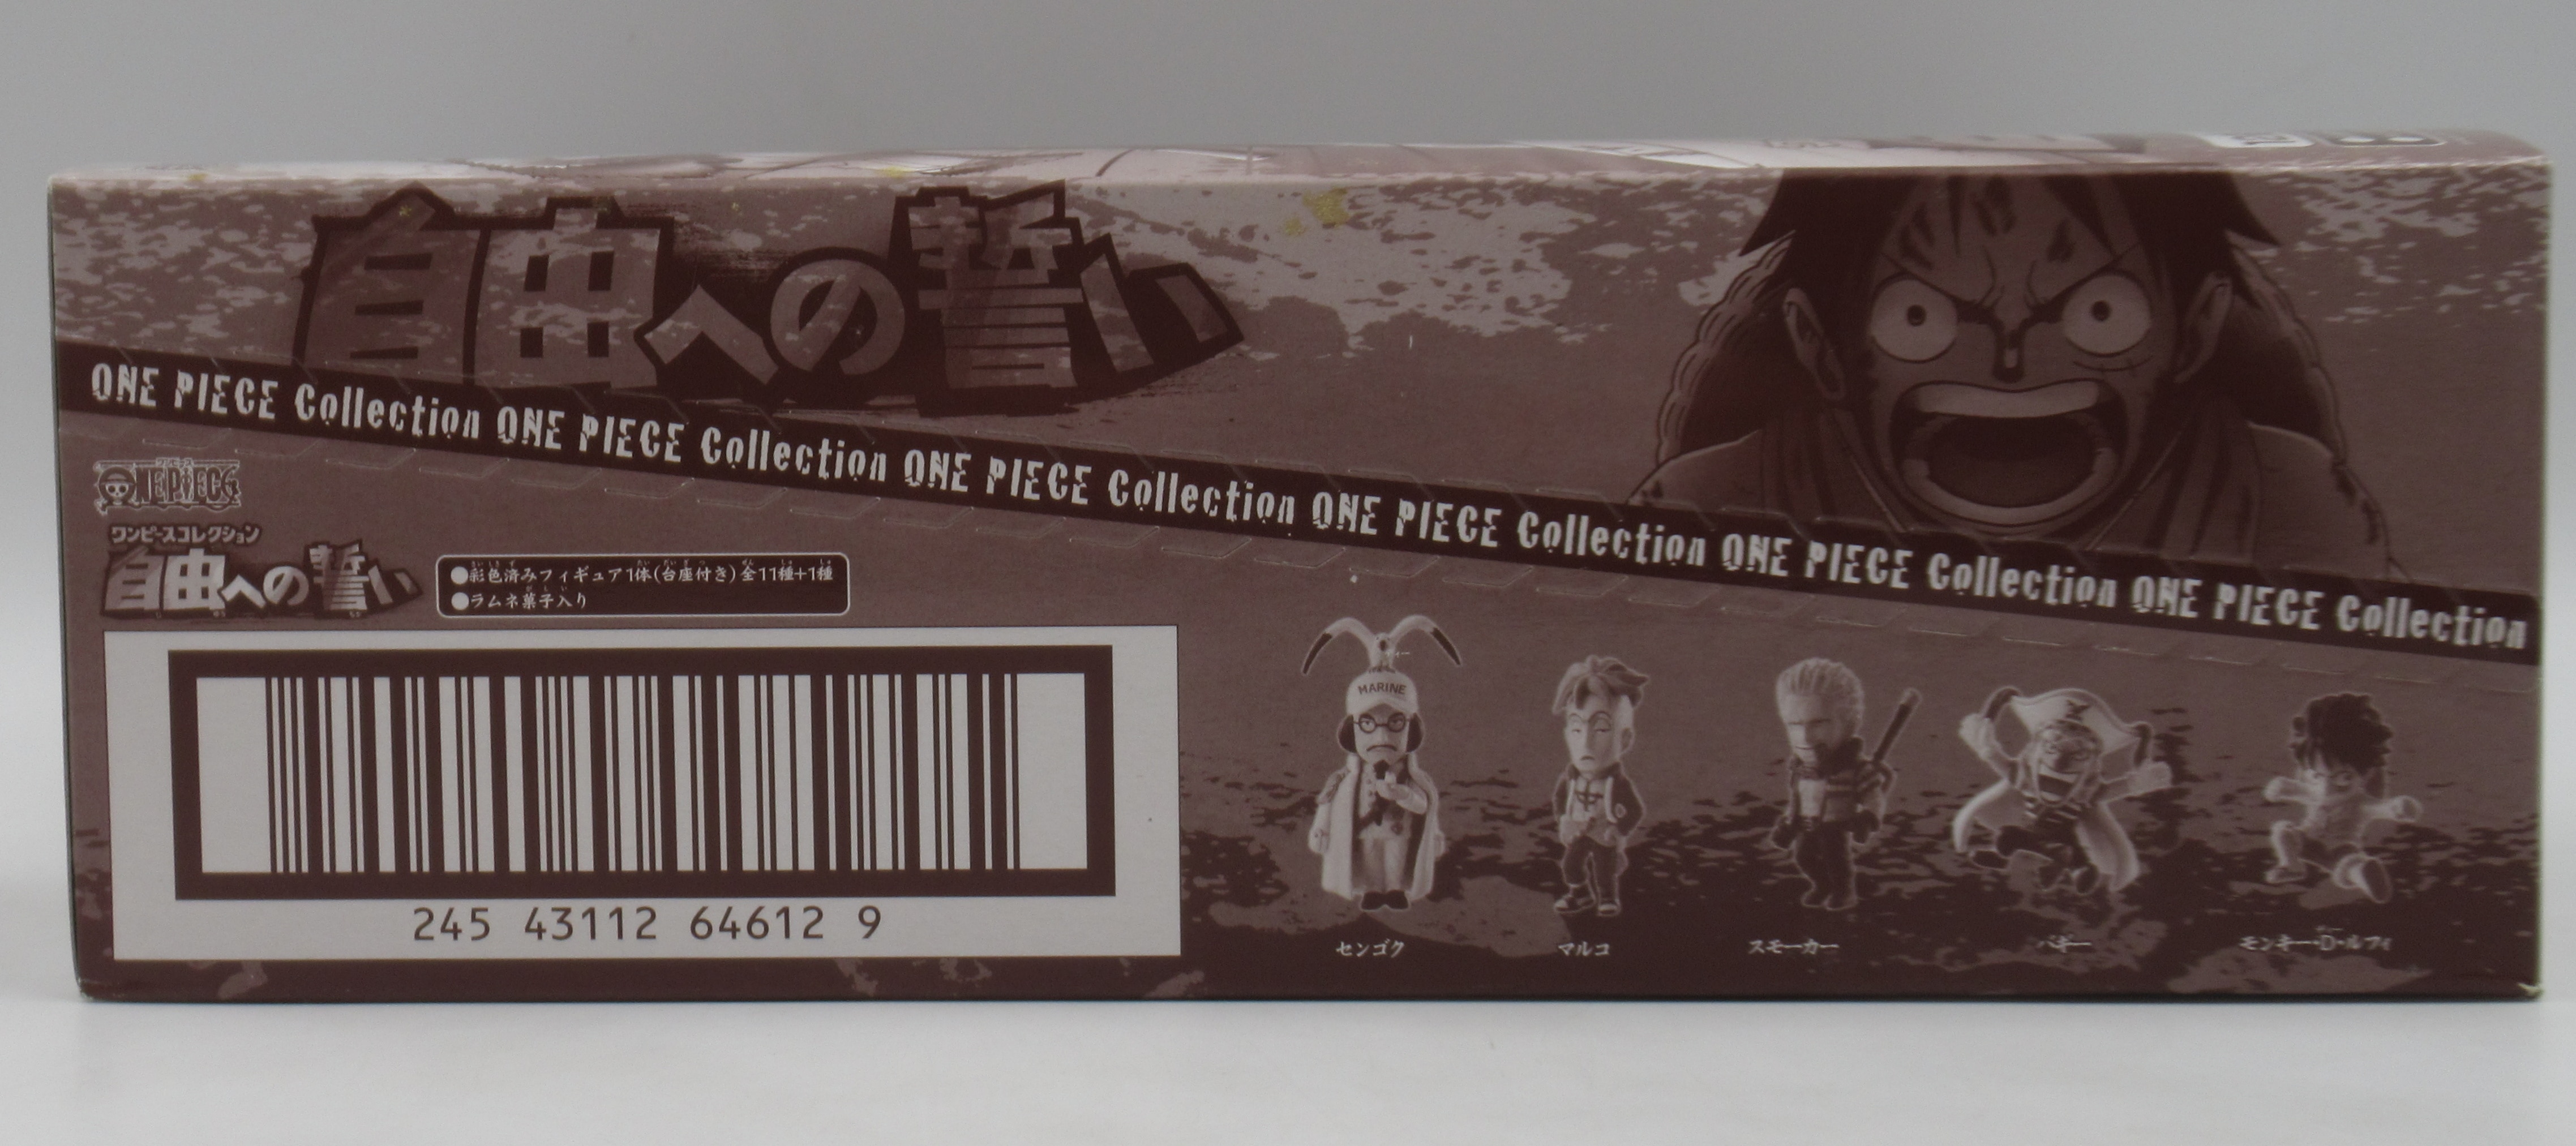 自由への誓い
ONE PIECE Collection ONE PIECE Collection ONE PIECE Collection ONE PIECE Collection ONE PIECE Collection ONE PIECE Collection
ワンピース
ONE PIECE
ワンピースコレクション
自由への誓い
●彩色済みフィギュア1体(台座付き)全11種+1種
●ラムネ菓子入り
245 43112 64612 9
MARINE
センゴク
マルコ
スモーカー
バギー
モンキー・D・ルフィ